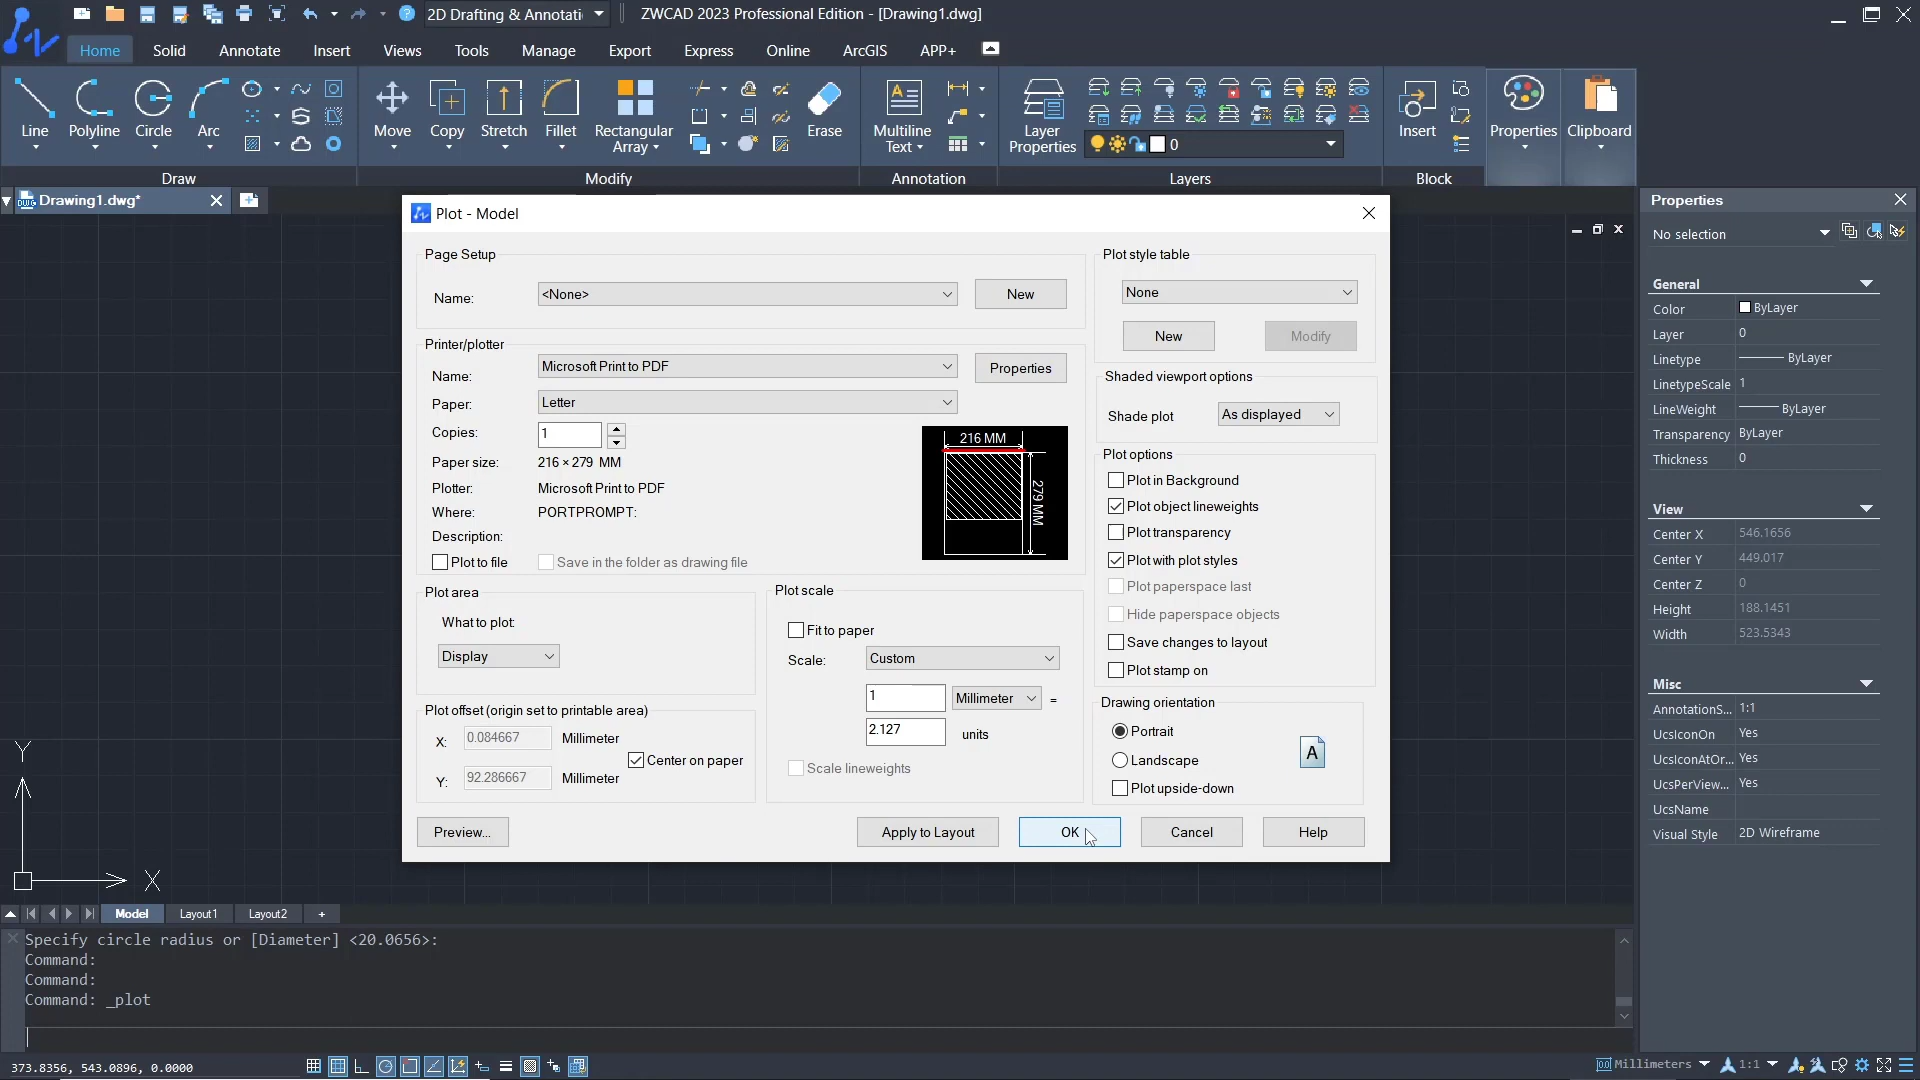 2D Drafting & Annotati
ZWCAD 2023 Professional Edition - [Drawing1.dwg]
Home Solid Annotate Insert Views Tools Manage Export Express Online ArcGIS APP+
Line Polyline Circle Arc
Move Copy Stretch Fillet Rectangular Array Erase
Multiline Text
Layer Properties
0
Insert
Properties
Clipboard
Draw Modify Annotation Layers Block
Drawing1.dwg*
Plot - Model
Page Setup
Name: <None> New
Printer/plotter
Name: Microsoft Print to PDF Properties
Paper: Letter
Copies: 1
Paper size: 216 × 279 MM
Plotter: Microsoft Print to PDF
Where: PORTPROMPT:
Description:
Plot to file Save in the folder as drawing file
216 MM
279 MM
Plot area
What to plot:
Display
Plot offset (origin set to printable area)
X: 0.084667 Millimeter
Center on paper
Y: 92.286667 Millimeter
Plot scale
Fit to paper
Scale: Custom
1 Millimeter =
2.127 units
Scale lineweights
Plot style table
None
New Modify
Shaded viewport options
Shade plot As displayed
Plot options
Plot in Background
Plot object lineweights
Plot transparency
Plot with plot styles
Plot paperspace last
Hide paperspace objects
Save changes to layout
Plot stamp on
Drawing orientation
Portrait
A
Landscape
Plot upside-down
Preview... Apply to Layout OK Cancel Help
Properties
No selection
General
Color ByLayer
Layer 0
Linetype ByLayer
LinetypeScale 1
LineWeight ByLayer
Transparency ByLayer
Thickness 0
View
Center X 546.1656
Center Y 449.017
Center Z 0
Height 188.1451
Width 523.5343
Misc
AnnotationS... 1:1
UcsIconOn Yes
UcsIconAtOr... Yes
UcsPerView... Yes
UcsName
Visual Style 2D Wireframe
Y
X
Model Layout1 Layout2 +
Specify circle radius or [Diameter] <20.0656>:
Command:
Command:
Command: _plot
373.8356, 543.0896, 0.0000
Millimeters 1:1